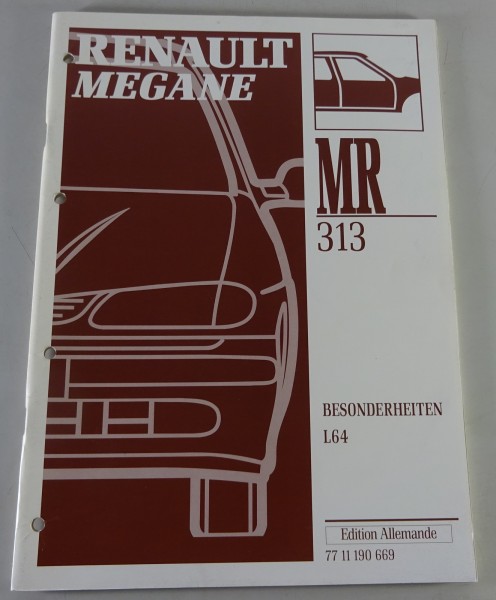 RENAULT
MEGANE
MR
313
BESONDERHEITEN
L64
Edition Allemande
77 11 190 669